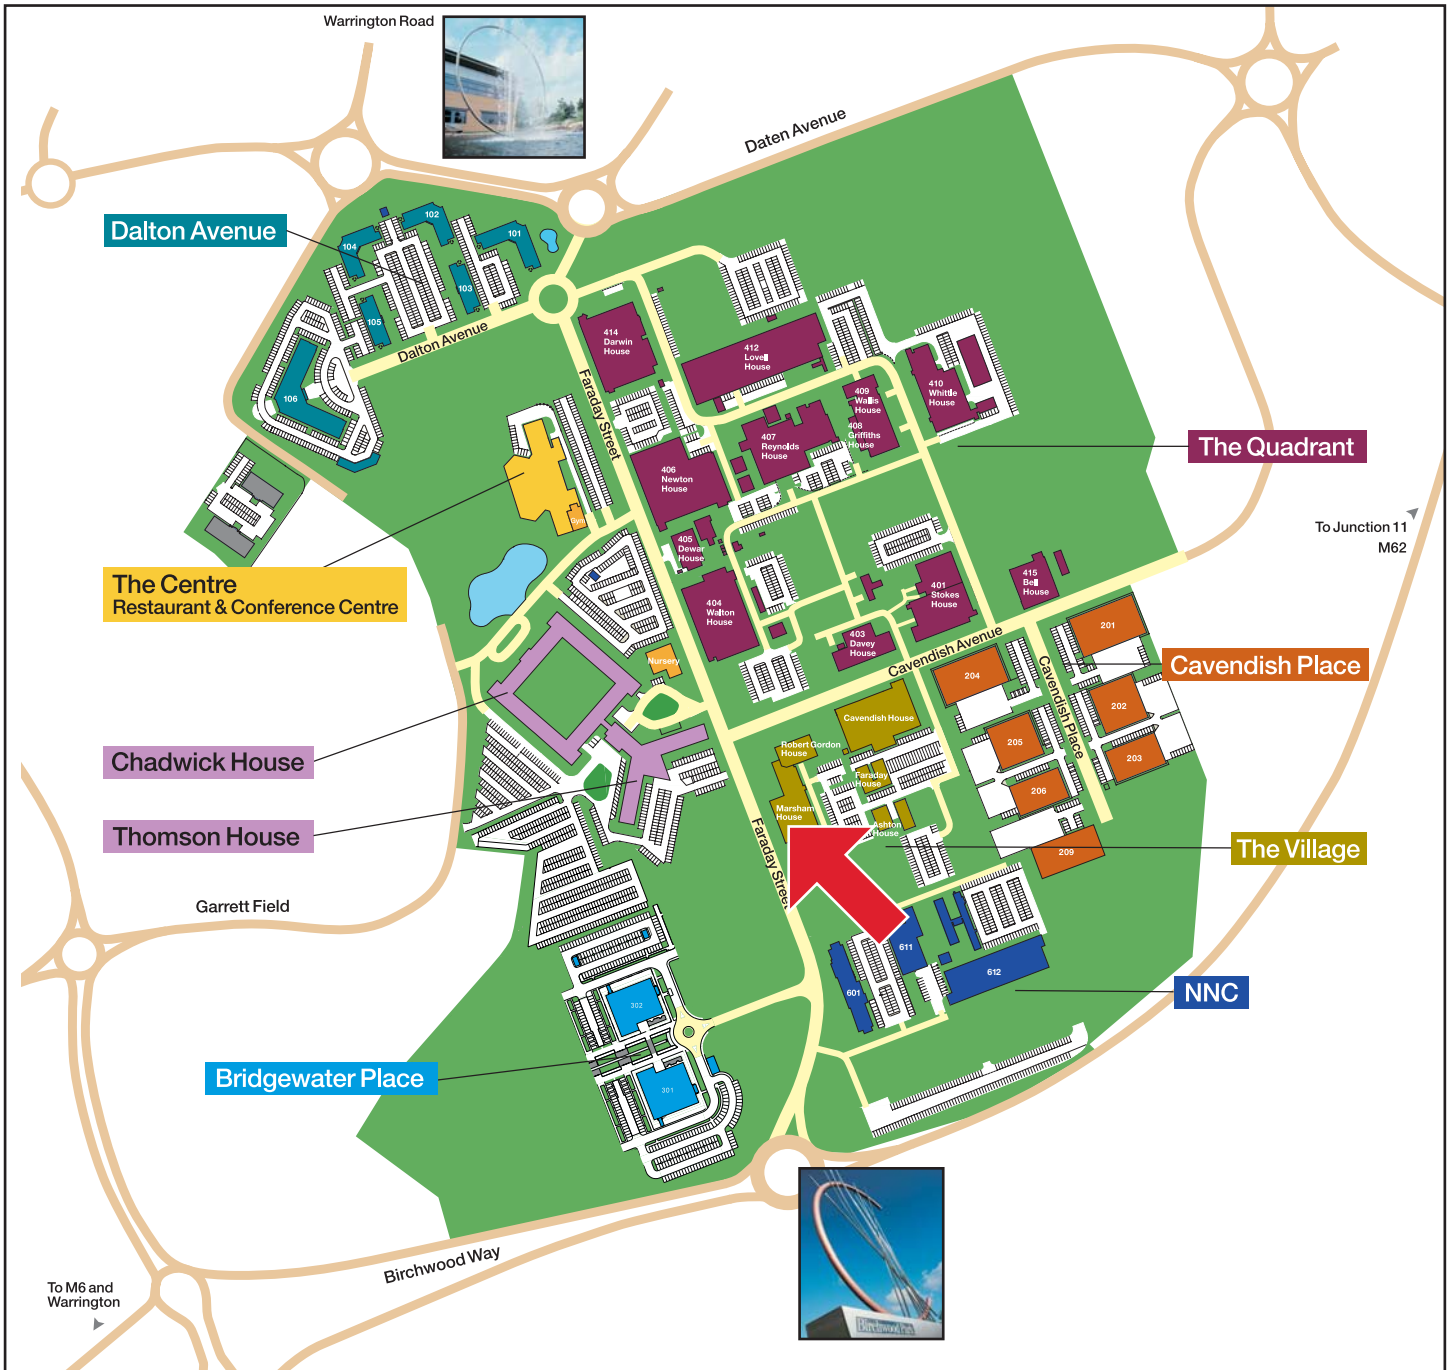 Warrington Road
Daten Avenue
Dalton Avenue
102
101
104
103
105
106
Dalton Avenue
414
Darwin
House
412
Lovell
House
410
Whittle
House
409
Wallis
House
408
Griffiths
House
407
Reynolds
House
406
Newton
House
Faraday Street
The Quadrant
Gym
405
Dewar
House
To Junction 11
M62
The Centre
Restaurant & Conference Centre
404
Walton
House
401
Stokes
House
415
Bell
House
403
Davey
House
Cavendish Avenue
201
Nursery
204
Cavendish Place
Cavendish Place
202
Cavendish House
Robert Gordon
House
205
203
Chadwick House
Faraday
House
206
Marsham
House
Ashton
House
Thomson House
209
The Village
Faraday Street
Garrett Field
611
612
601
NNC
302
Bridgewater Place
301
Birchwood Way
To M6 and
Warrington
Birchwood Park